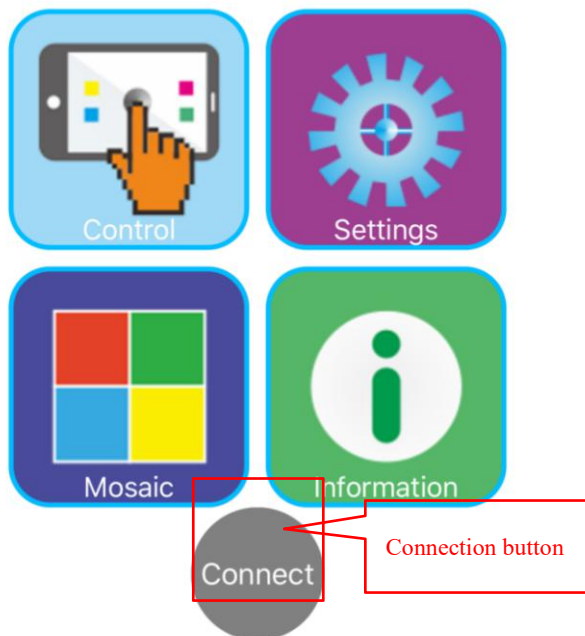 Control
Settings
Mosaic
Information
Connection button
Connect